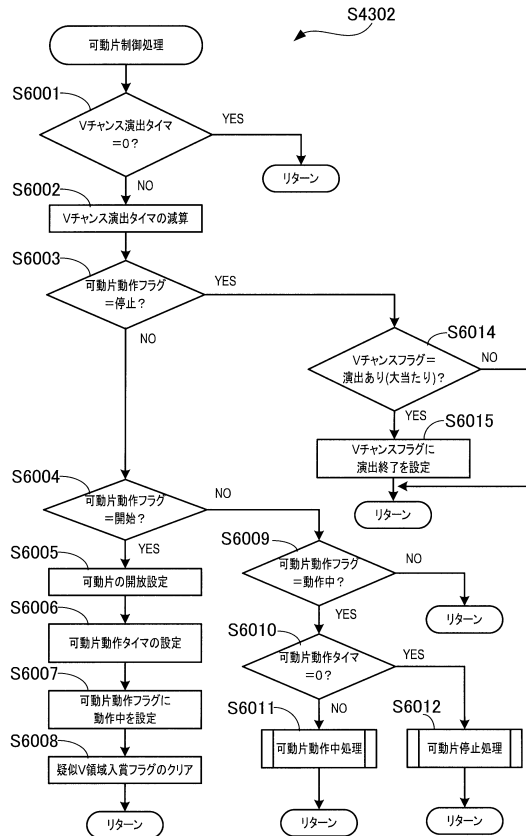 S4302
可動片制御処理
S6001
Vチャンス演出タイマ
=0?
YES
リターン
NO
S6002
Vチャンス演出タイマの減算
S6003
可動片動作フラグ
=停止?
YES
NO
S6014
Vチャンスフラグ=
演出あり(大当たり)?
NO
YES
S6015
Vチャンスフラグに
演出終了を設定
リターン
S6004
可動片動作フラグ
=開始?
NO
YES
S6005
可動片の開放設定
S6006
可動片動作タイマの設定
S6007
可動片動作フラグに
動作中を設定
S6008
疑似V領域入賞フラグのクリア
リターン
S6009
可動片動作フラグ
=動作中?
NO
リターン
YES
S6010
可動片動作タイマ
=0?
YES
NO
S6011
可動片動作中処理
リターン
S6012
可動片停止処理
リターン